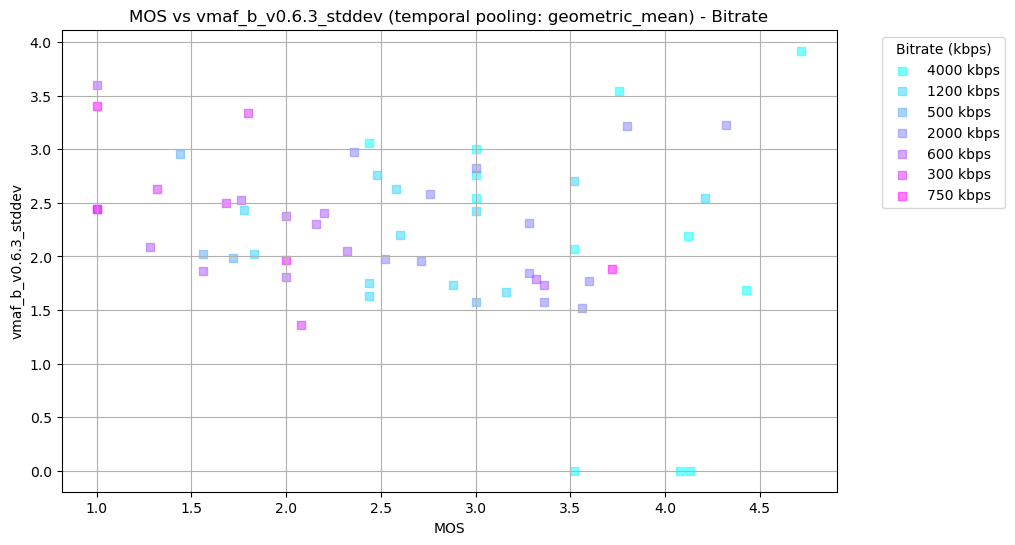 MOS vs vmaf_b_v0.6.3_stddev (temporal pooling: geometric_mean) - Bitrate
vmaf_b_v0.6.3_stddev
4.0
3.5
3.0
2.5
2.0
1.5
1.0
0.5
0.0
1.0 1.5 2.0 2.5 3.0 3.5 4.0 4.5
MOS
Bitrate (kbps)
4000 kbps
1200 kbps
500 kbps
2000 kbps
600 kbps
300 kbps
750 kbps